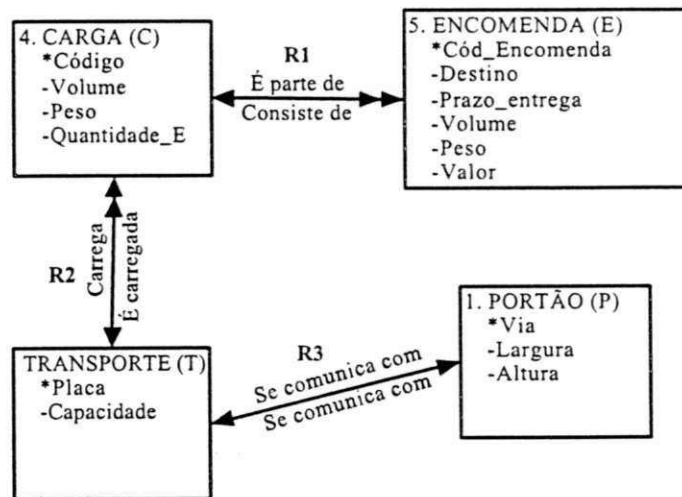 4. CARGA (C)
*Código
-Volume
-Peso
-Quantidade_E
R1
É parte de
Consiste de
5. ENCOMENDA (E)
*Cód_Encomenda
-Destino
-Prazo_entrega
-Volume
-Peso
-Valor
R2
Carrega
É carregada
TRANSPORTE (T)
*Placa
-Capacidade
R3
Se comunica com
Se comunica com
1. PORTÃO (P)
*Via
-Largura
-Altura